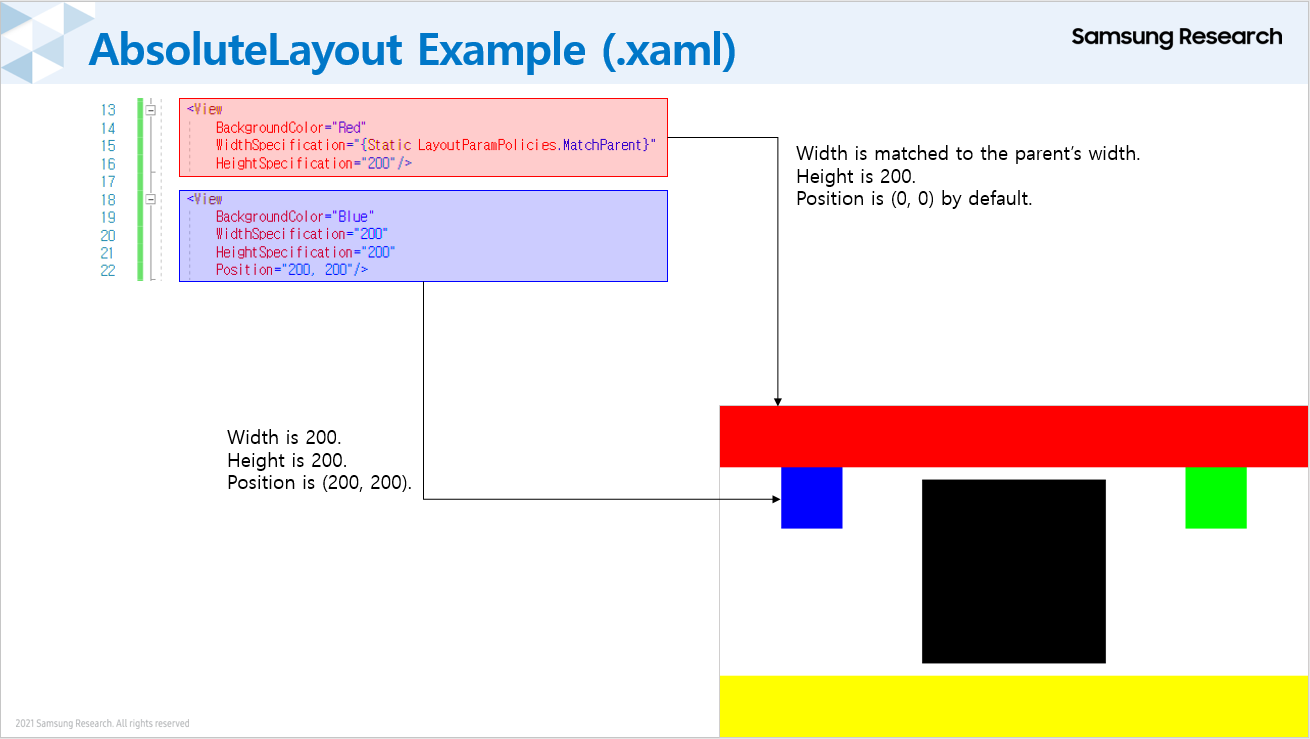 AbsoluteLayout Example (.xaml)
Samsung Research
13 <View
14 BackgroundColor="Red"
15 WidthSpecification="{Static LayoutParamPolicies.MatchParent}"
16 HeightSpecification="200"/>
17
18 <View
19 BackgroundColor="Blue"
20 WidthSpecification="200"
21 HeightSpecification="200"
22 Position="200, 200"/>
Width is matched to the parent’s width.
Height is 200.
Position is (0, 0) by default.
Width is 200.
Height is 200.
Position is (200, 200).
2021 Samsung Research. All rights reserved